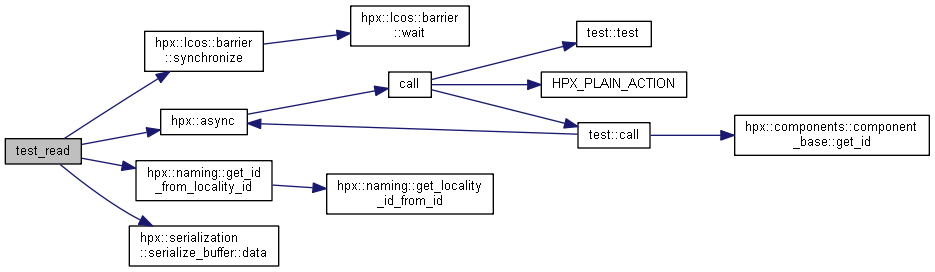 hpx::lcos::barrier
::synchronize
hpx::lcos::barrier
::wait
test::test
call
HPX_PLAIN_ACTION
hpx::async
test::call
hpx::components::component
_base::get_id
test_read
hpx::naming::get_id
_from_locality_id
hpx::naming::get_locality
_id_from_id
hpx::serialization
::serialize_buffer::data